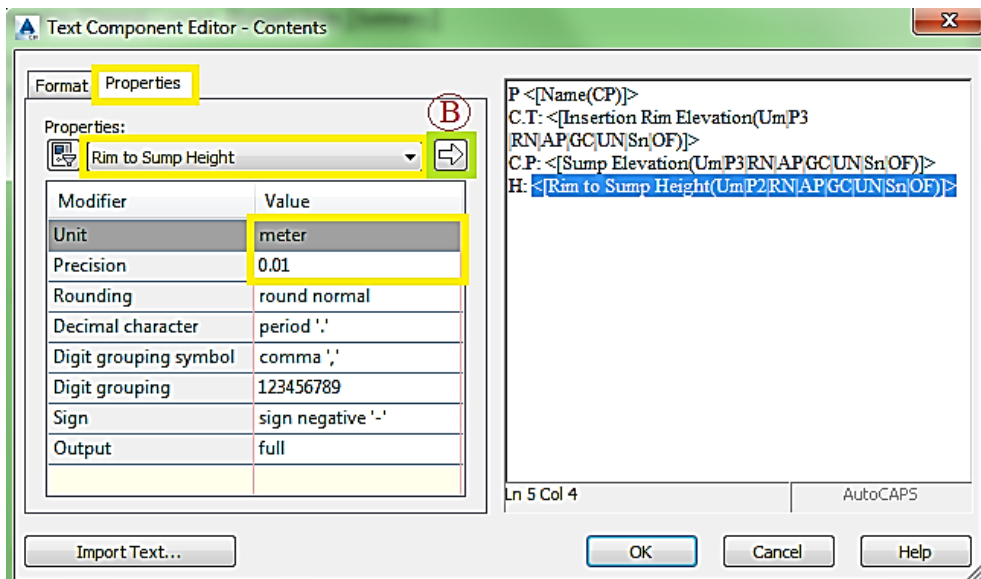 Text Component Editor - Contents
Format
Properties
Properties:
Rim to Sump Height
B
Modifier Value
Unit meter
Precision 0.01
Rounding round normal
Decimal character period '.'
Digit grouping symbol comma ','
Digit grouping 123456789
Sign sign negative '-'
Output full
P <[Name(CP)]>
C.T: <[Insertion Rim Elevation(Um|P3
|RN|AP|GC|UN|Sn|OF)]>
C.P: <[Sump Elevation(Um|P3|RN|AP|GC|UN|Sn|OF)]>
H: <[Rim to Sump Height(Um|P2|RN|AP|GC|UN|Sn|OF)]>
Ln 5 Col 4
AutoCAPS
Import Text...
OK
Cancel
Help